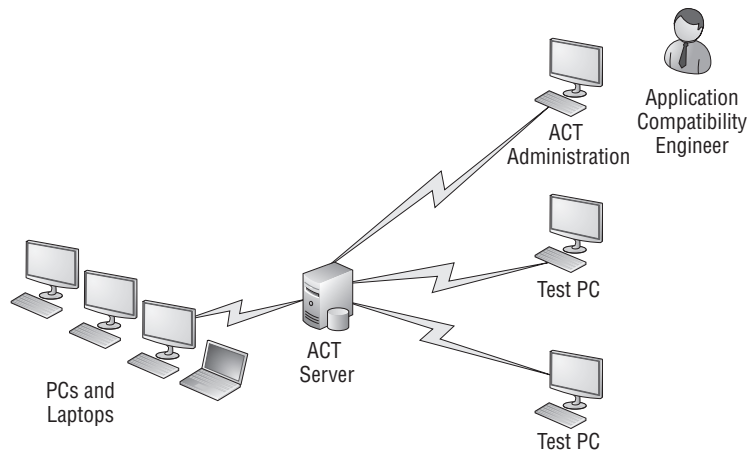 ACT
Administration
Application
Compatibility
Engineer
Test PC
ACT
Server
PCs and
Laptops
Test PC